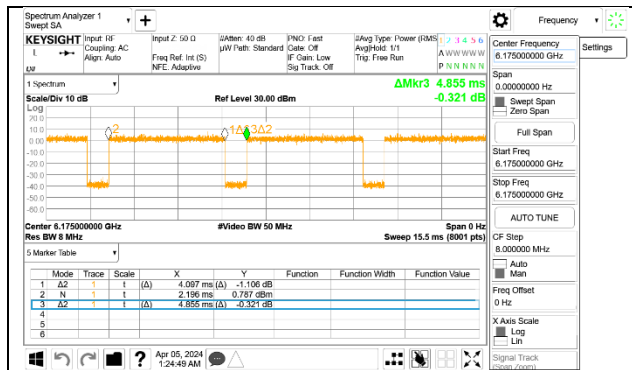 Spectrum Analyzer 1
Swept SA
Frequency
KEYSIGHT Input: RF
Coupling: AC
Align: Auto
Input Z: 50 Ω
Freq Ref: Int (S)
NFE: Adaptive
#Atten: 40 dB
µW Path: Standard
PNO: Fast
Gate: Off
IF Gain: Low
Sig Track: Off
#Avg Type: Power (RMS)
Avg|Hold: 1/1
Trig: Free Run
1 2 3 4 5 6
A W W W W W
P N N N N N
L
1 Spectrum
ΔMkr3 4.855 ms
-0.321 dB
Scale/Div 10 dB
Ref Level 30.00 dBm
Log
20.0
10.0
0.00
-10.0
-20.0
-30.0
-40.0
-50.0
-60.0
2
1Δ2
3Δ2
Center 6.175000000 GHz
#Video BW 50 MHz
Span 0 Hz
Res BW 8 MHz
Sweep 15.5 ms (8001 pts)
5 Marker Table
Mode Trace Scale X Y Function Function Width Function Value
1 Δ2 1 t (Δ) 4.097 ms (Δ) -1.106 dB
2 N 1 t 2.196 ms 0.787 dBm
3 Δ2 1 t (Δ) 4.855 ms (Δ) -0.321 dB
4
5
6
Apr 05, 2024
1:24:49 AM
Center Frequency
6.175000000 GHz
Settings
Span
0.00000000 Hz
Swept Span
Zero Span
Full Span
Start Freq
6.175000000 GHz
Stop Freq
6.175000000 GHz
AUTO TUNE
CF Step
8.000000 MHz
Auto
Man
Freq Offset
0 Hz
X Axis Scale
Log
Lin
Signal Track
(Span Zoom)